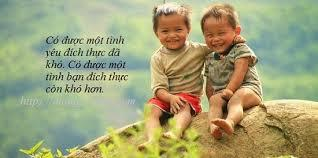 Có được một tình
yêu đích thực đã
khó. Có được một
tình bạn đích thực
còn khó hơn.